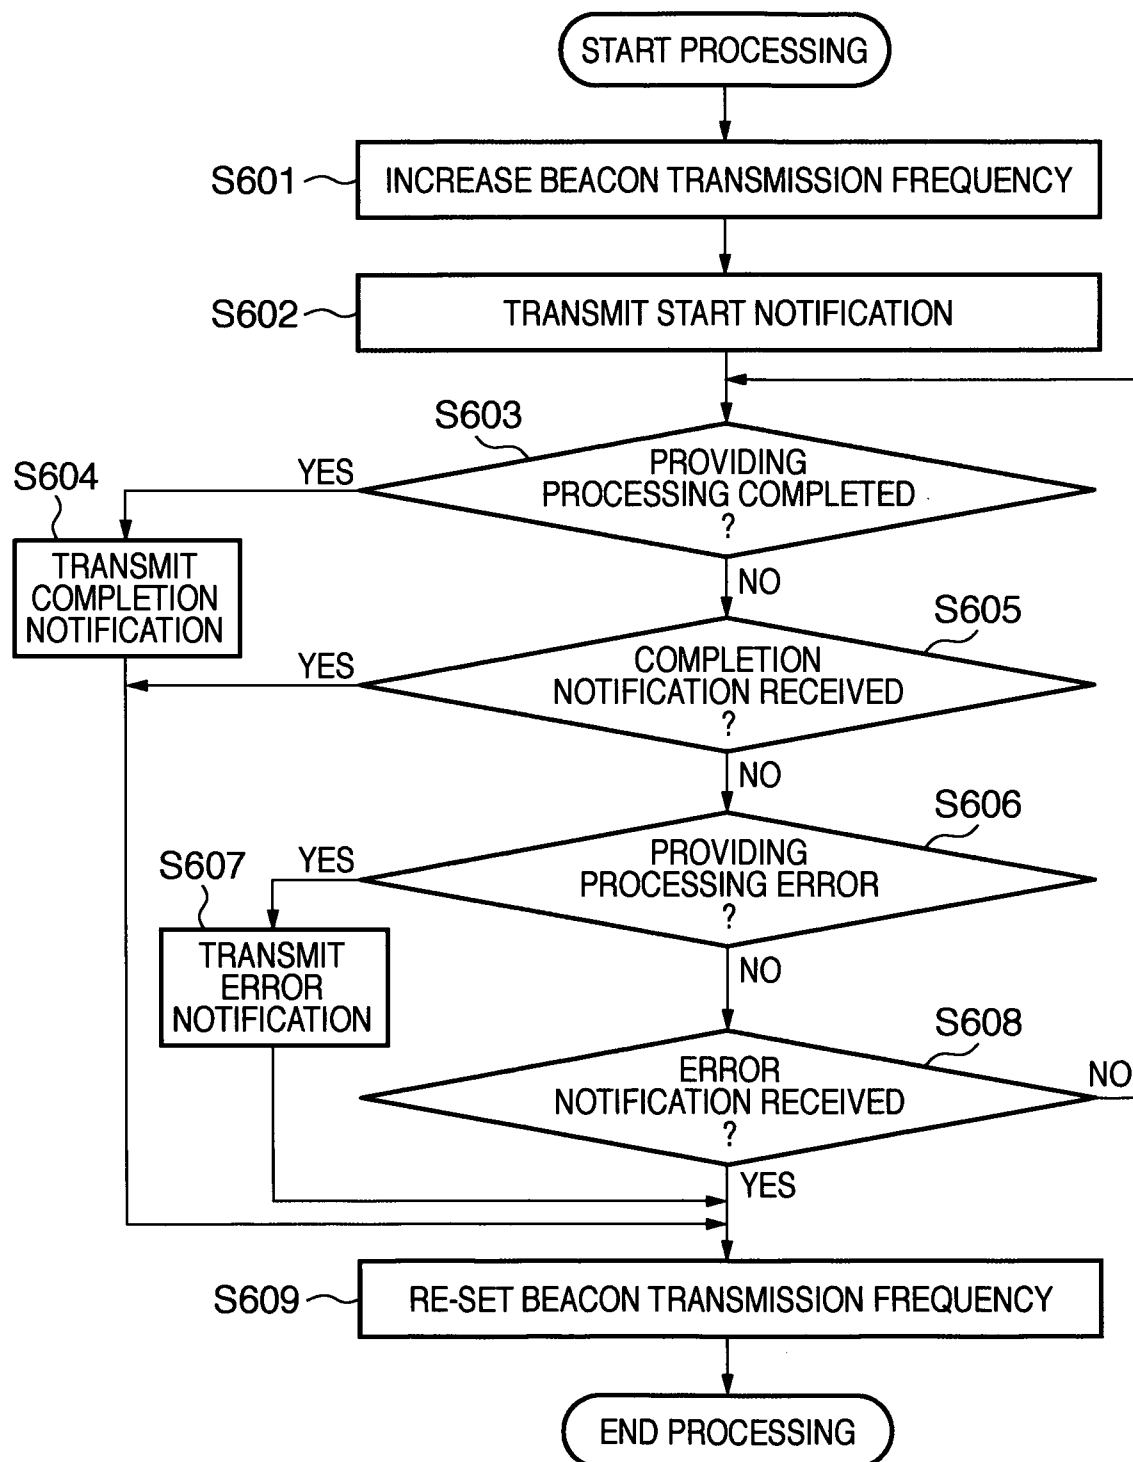 START PROCESSING
S601
INCREASE BEACON TRANSMISSION FREQUENCY
S602
TRANSMIT START NOTIFICATION
S603
PROVIDING
PROCESSING COMPLETED
?
YES
NO
S604
TRANSMIT
COMPLETION
NOTIFICATION
S605
COMPLETION
NOTIFICATION RECEIVED
?
YES
NO
S606
PROVIDING
PROCESSING ERROR
?
YES
NO
S607
TRANSMIT
ERROR
NOTIFICATION
S608
ERROR
NOTIFICATION RECEIVED
?
NO
YES
S609
RE-SET BEACON TRANSMISSION FREQUENCY
END PROCESSING